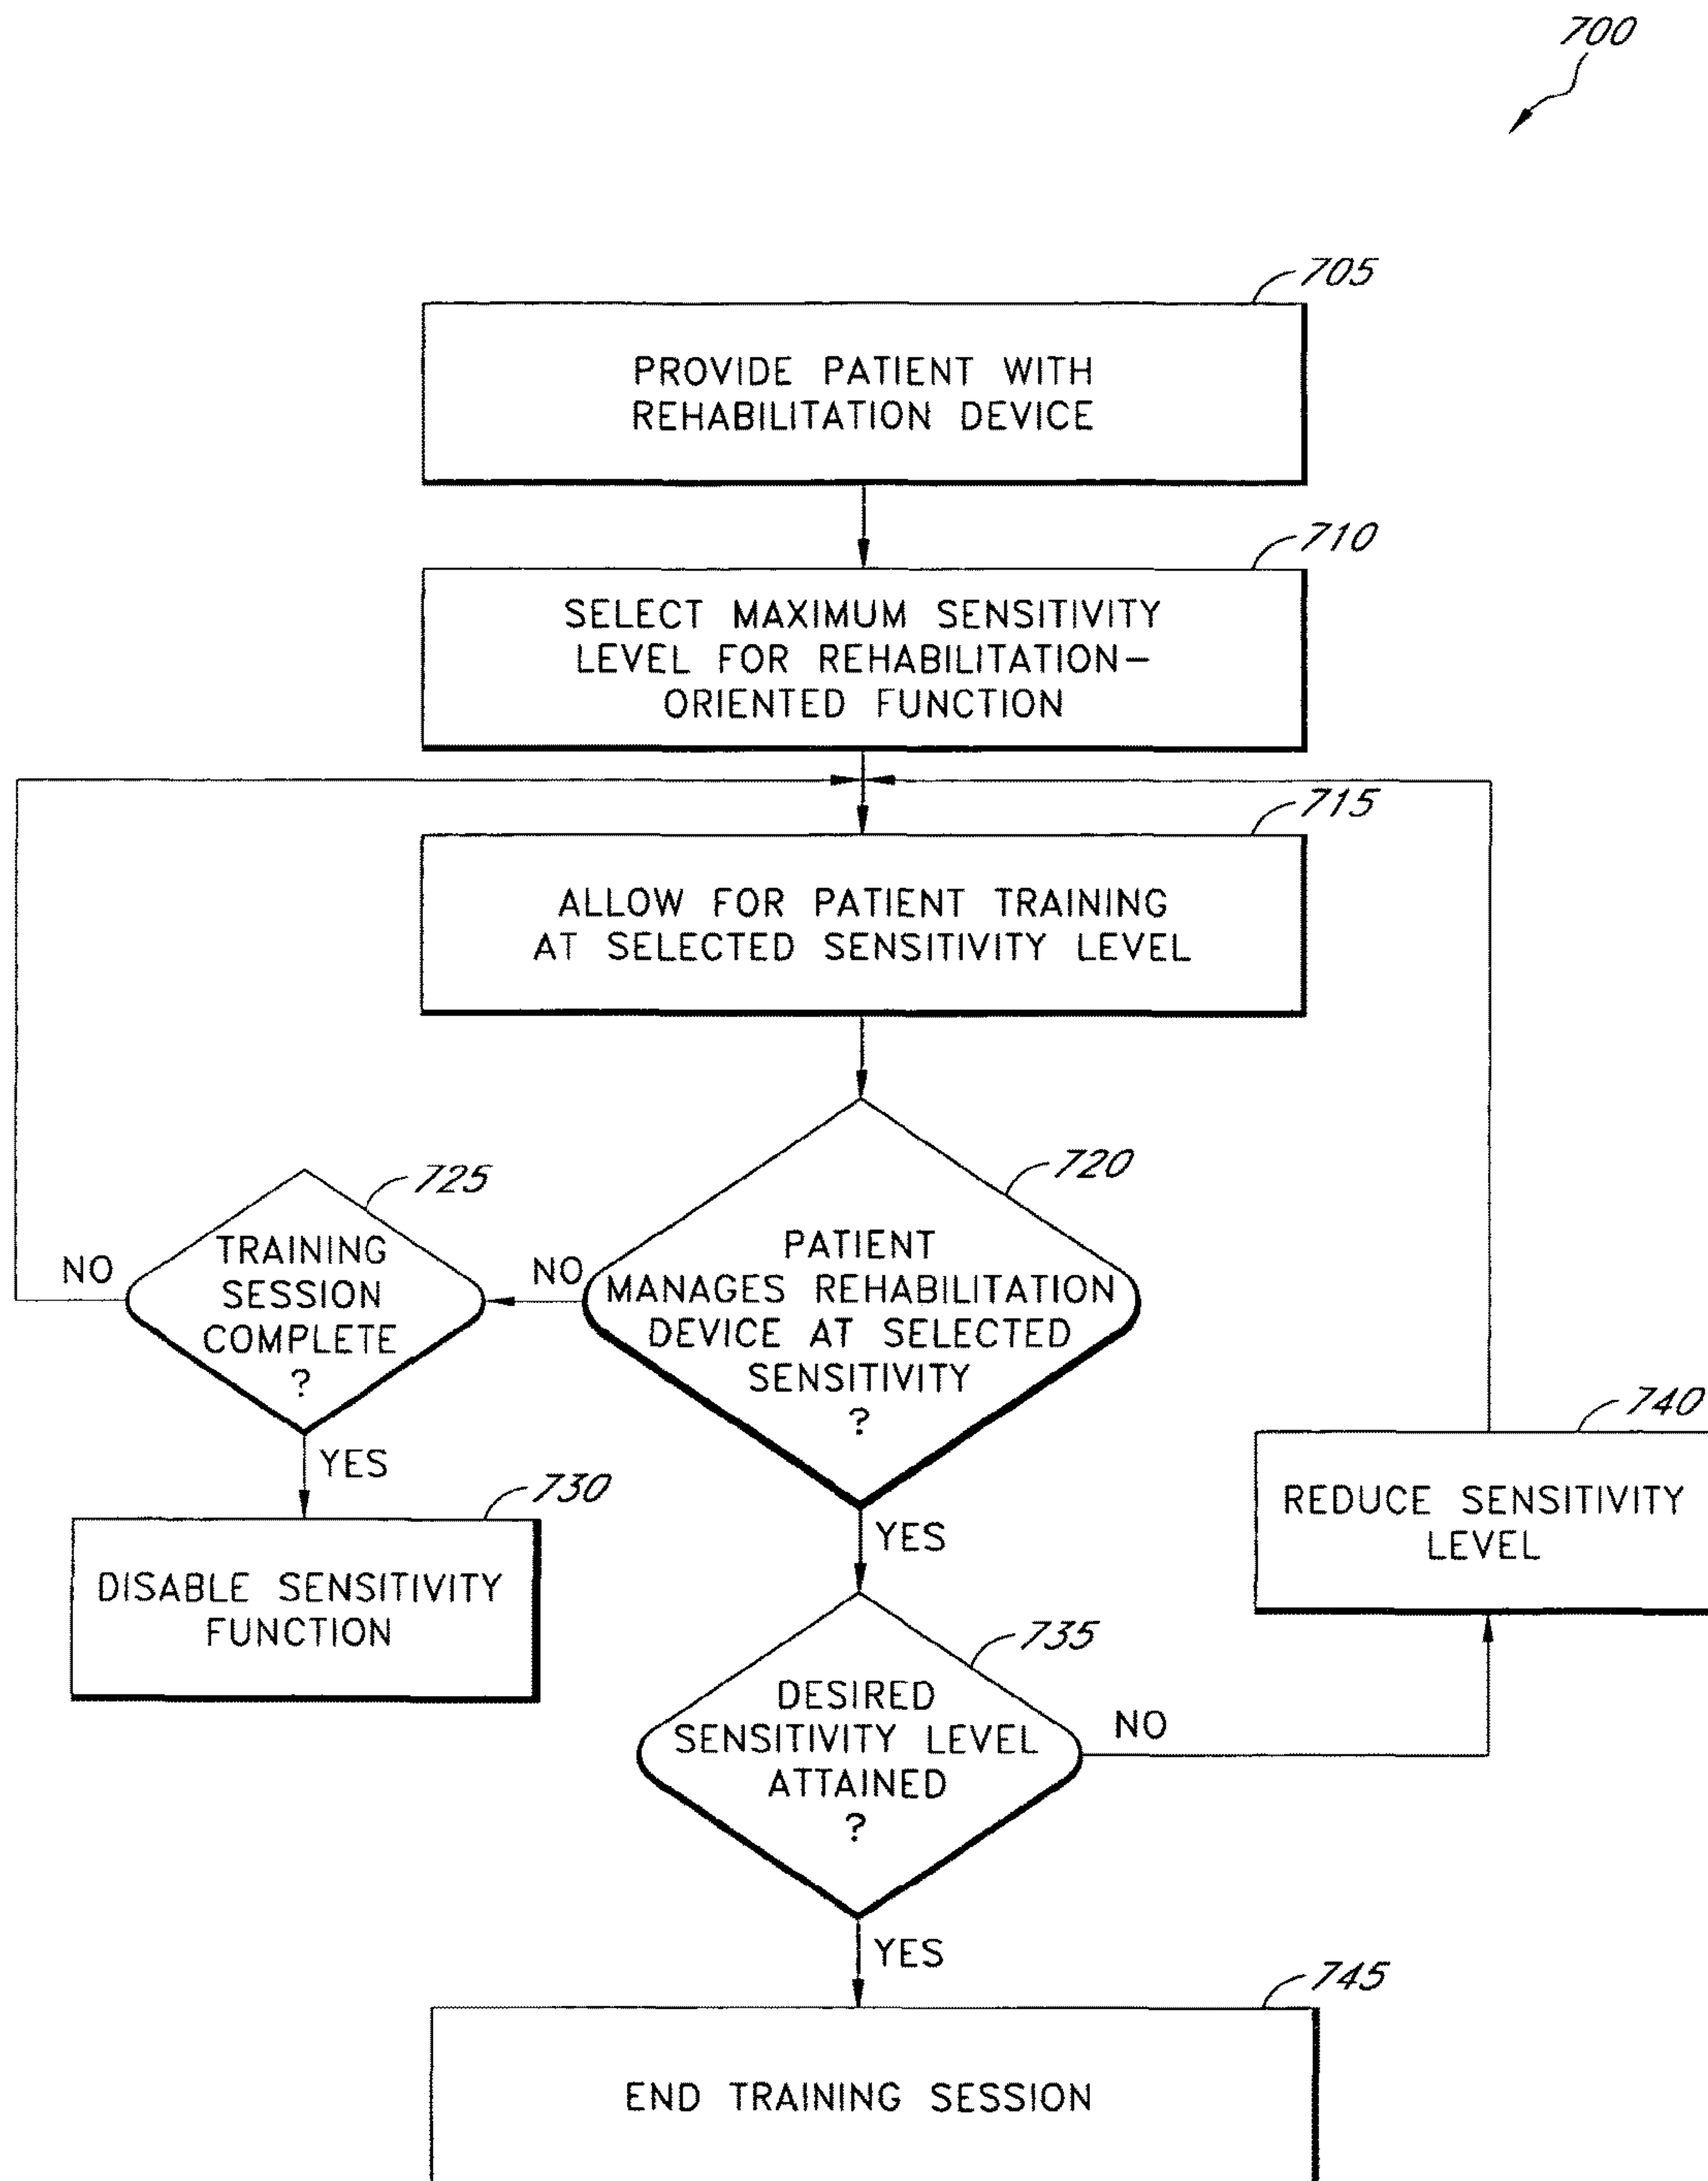 700
705
PROVIDE PATIENT WITH
REHABILITATION DEVICE
710
SELECT MAXIMUM SENSITIVITY
LEVEL FOR REHABILITATION-
ORIENTED FUNCTION
715
ALLOW FOR PATIENT TRAINING
AT SELECTED SENSITIVITY LEVEL
720
PATIENT
MANAGES REHABILITATION
DEVICE AT SELECTED
SENSITIVITY
?
NO
725
TRAINING
SESSION
COMPLETE
?
NO
YES
730
DISABLE SENSITIVITY
FUNCTION
YES
735
DESIRED
SENSITIVITY LEVEL
ATTAINED
?
NO
740
REDUCE SENSITIVITY
LEVEL
YES
745
END TRAINING SESSION